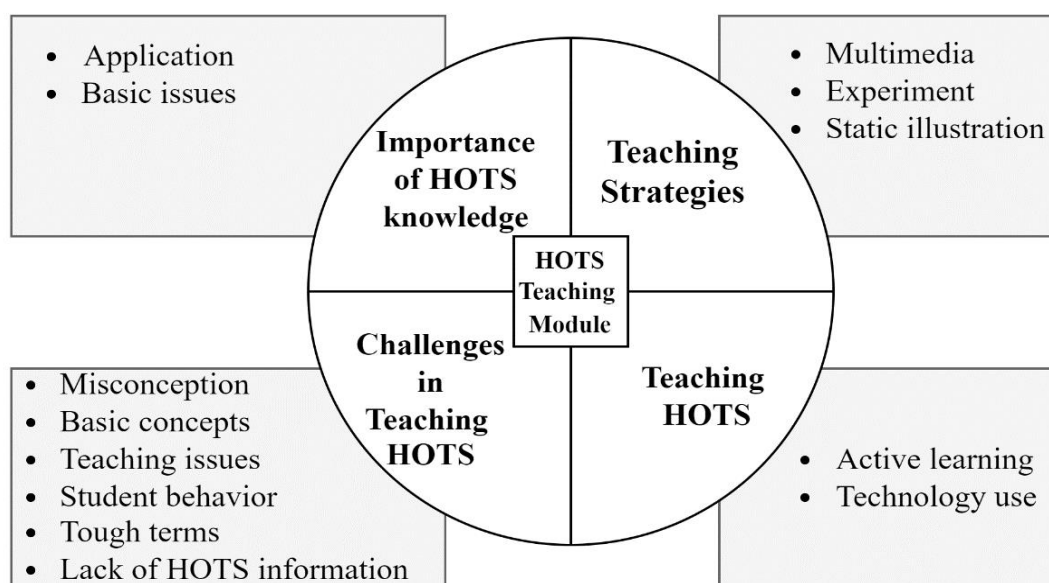 • Application
• Basic issues
Importance
of HOTS
knowledge
Teaching
Strategies
• Multimedia
• Experiment
• Static illustration
HOTS
Teaching
Module
• Misconception
• Basic concepts
• Teaching issues
• Student behavior
• Tough terms
• Lack of HOTS information
Challenges
in
Teaching
HOTS
Teaching
HOTS
• Active learning
• Technology use